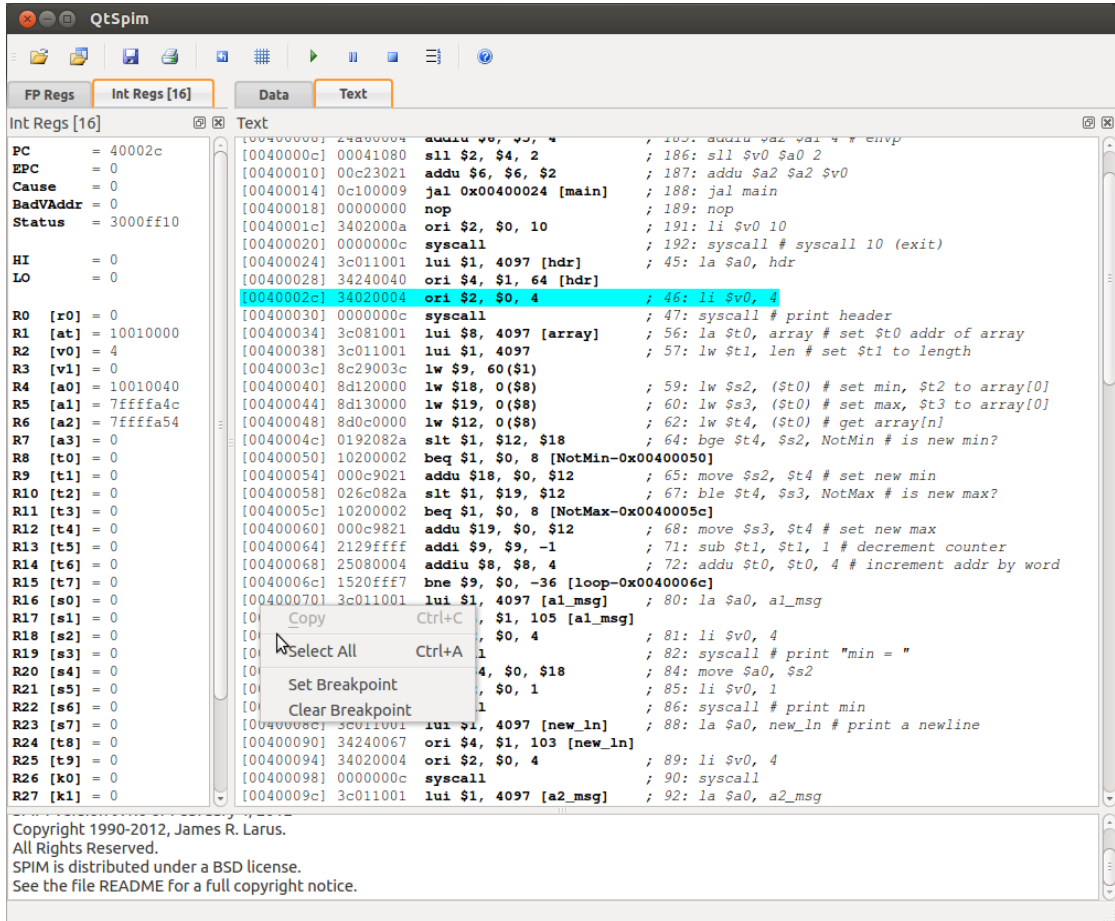 QtSpim
FP Regs Int Regs [16] Data Text
Int Regs [16]
PC = 40002c
EPC = 0
Cause = 0
BadVAddr = 0
Status = 3000ff10
HI = 0
LO = 0
R0 [r0] = 0
R1 [at] = 10010000
R2 [v0] = 4
R3 [v1] = 0
R4 [a0] = 10010040
R5 [a1] = 7ffffa4c
R6 [a2] = 7ffffa54
R7 [a3] = 0
R8 [t0] = 0
R9 [t1] = 0
R10 [t2] = 0
R11 [t3] = 0
R12 [t4] = 0
R13 [t5] = 0
R14 [t6] = 0
R15 [t7] = 0
R16 [s0] = 0
R17 [s1] = 0
R18 [s2] = 0
R19 [s3] = 0
R20 [s4] = 0
R21 [s5] = 0
R22 [s6] = 0
R23 [s7] = 0
R24 [t8] = 0
R25 [t9] = 0
R26 [k0] = 0
R27 [k1] = 0
Text
[00400008] 24a60004 addiu $6, $5, 4 ; 185: addiu $a2 $a1 4 # envp
[0040000c] 00041080 sll $2, $4, 2 ; 186: sll $v0 $a0 2
[00400010] 00c23021 addu $6, $6, $2 ; 187: addu $a2 $a2 $v0
[00400014] 0c100009 jal 0x00400024 [main] ; 188: jal main
[00400018] 00000000 nop ; 189: nop
[0040001c] 3402000a ori $2, $0, 10 ; 191: li $v0 10
[00400020] 0000000c syscall ; 192: syscall # syscall 10 (exit)
[00400024] 3c011001 lui $1, 4097 [hdr] ; 45: la $a0, hdr
[00400028] 34240040 ori $4, $1, 64 [hdr]
[0040002c] 34020004 ori $2, $0, 4 ; 46: li $v0, 4
[00400030] 0000000c syscall ; 47: syscall # print header
[00400034] 3c081001 lui $8, 4097 [array] ; 56: la $t0, array # set $t0 addr of array
[00400038] 3c011001 lui $1, 4097 ; 57: lw $t1, len # set $t1 to length
[0040003c] 8c29003c lw $9, 60($1)
[00400040] 8d120000 lw $18, 0($8) ; 59: lw $s2, ($t0) # set min, $t2 to array[0]
[00400044] 8d130000 lw $19, 0($8) ; 60: lw $s3, ($t0) # set max, $t3 to array[0]
[00400048] 8d0c0000 lw $12, 0($8) ; 62: lw $t4, ($t0) # get array[n]
[0040004c] 0192082a slt $1, $12, $18 ; 64: bge $t4, $s2, NotMin # is new min?
[00400050] 10200002 beq $1, $0, 8 [NotMin-0x00400050]
[00400054] 000c9021 addu $18, $0, $12 ; 65: move $s2, $t4 # set new min
[00400058] 026c082a slt $1, $19, $12 ; 67: ble $t4, $s3, NotMax # is new max?
[0040005c] 10200002 beq $1, $0, 8 [NotMax-0x0040005c]
[00400060] 000c9821 addu $19, $0, $12 ; 68: move $s3, $t4 # set new max
[00400064] 2129ffff addi $9, $9, -1 ; 71: sub $t1, $t1, 1 # decrement counter
[00400068] 25080004 addiu $8, $8, 4 ; 72: addu $t0, $t0, 4 # increment addr by word
[0040006c] 1520fff7 bne $9, $0, -36 [loop-0x0040006c]
[00400070] 3c011001 lui $1, 4097 [a1_msg] ; 80: la $a0, a1_msg
[00 $1, 105 [a1_msg]
[00 , $0, 4 ; 81: li $v0, 4
[00 l ; 82: syscall # print "min = "
[00 4, $0, $18 ; 84: move $a0, $s2
[00 , $0, 1 ; 85: li $v0, 1
[00 l ; 86: syscall # print min
[0040008c] 3c011001 lui $1, 4097 [new_ln] ; 88: la $a0, new_ln # print a newline
[00400090] 34240067 ori $4, $1, 103 [new_ln]
[00400094] 34020004 ori $2, $0, 4 ; 89: li $v0, 4
[00400098] 0000000c syscall ; 90: syscall
[0040009c] 3c011001 lui $1, 4097 [a2_msg] ; 92: la $a0, a2_msg
Copy Ctrl+C
Select All Ctrl+A
Set Breakpoint
Clear Breakpoint
Copyright 1990-2012, James R. Larus.
All Rights Reserved.
SPIM is distributed under a BSD license.
See the file README for a full copyright notice.